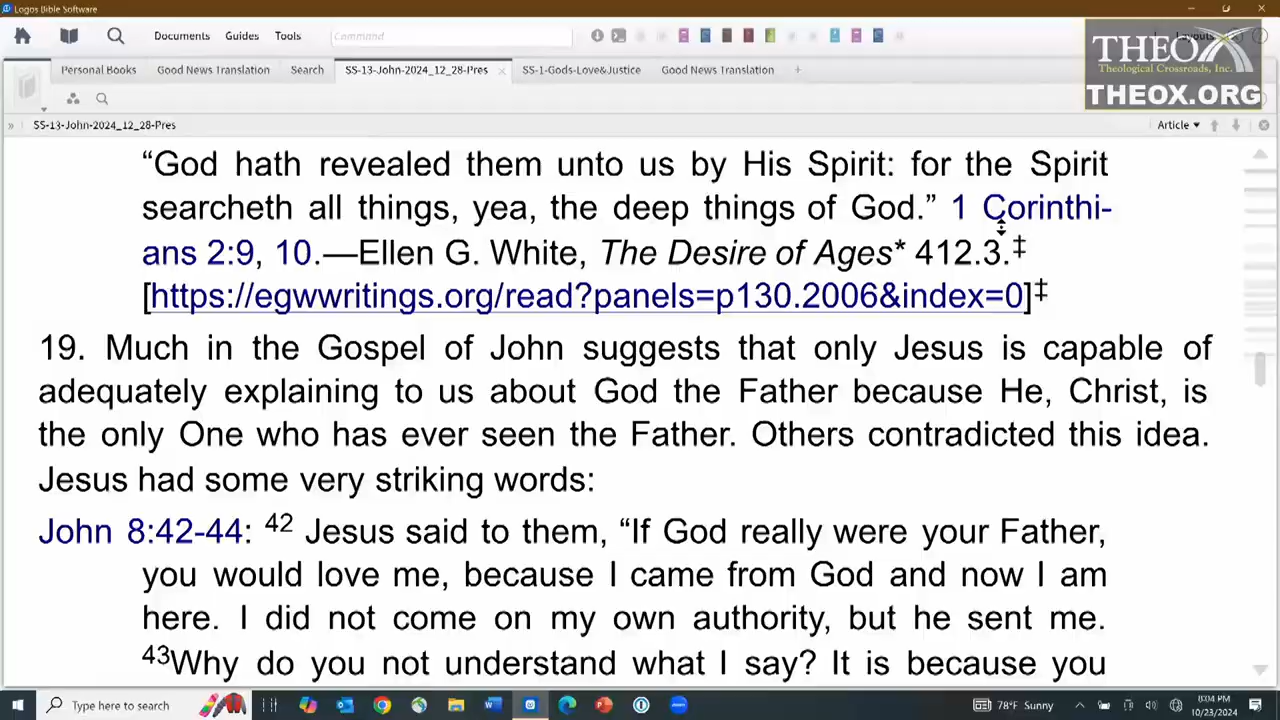 Logos Bible Software
Documents Guides Tools Command Layouts
THEOX
Theological Crossroads, Inc.
THEOX.ORG
Personal Books Good News Translation Search SS-13-John-2024_12_28-Pres SS-1-Gods-Love&Justice Good News Translation
SS-13-John-2024_12_28-Pres Article
“God hath revealed them unto us by His Spirit: for the Spirit
searcheth all things, yea, the deep things of God.” 1 Corinthi-
ans 2:9, 10.—Ellen G. White, The Desire of Ages* 412.3.‡
[https://egwwritings.org/read?panels=p130.2006&index=0]‡
19. Much in the Gospel of John suggests that only Jesus is capable of
adequately explaining to us about God the Father because He, Christ, is
the only One who has ever seen the Father. Others contradicted this idea.
Jesus had some very striking words:
John 8:42-44: 42 Jesus said to them, “If God really were your Father,
you would love me, because I came from God and now I am
here. I did not come on my own authority, but he sent me.
43Why do you not understand what I say? It is because you
Type here to search 78°F Sunny 8:04 PM
10/23/2024